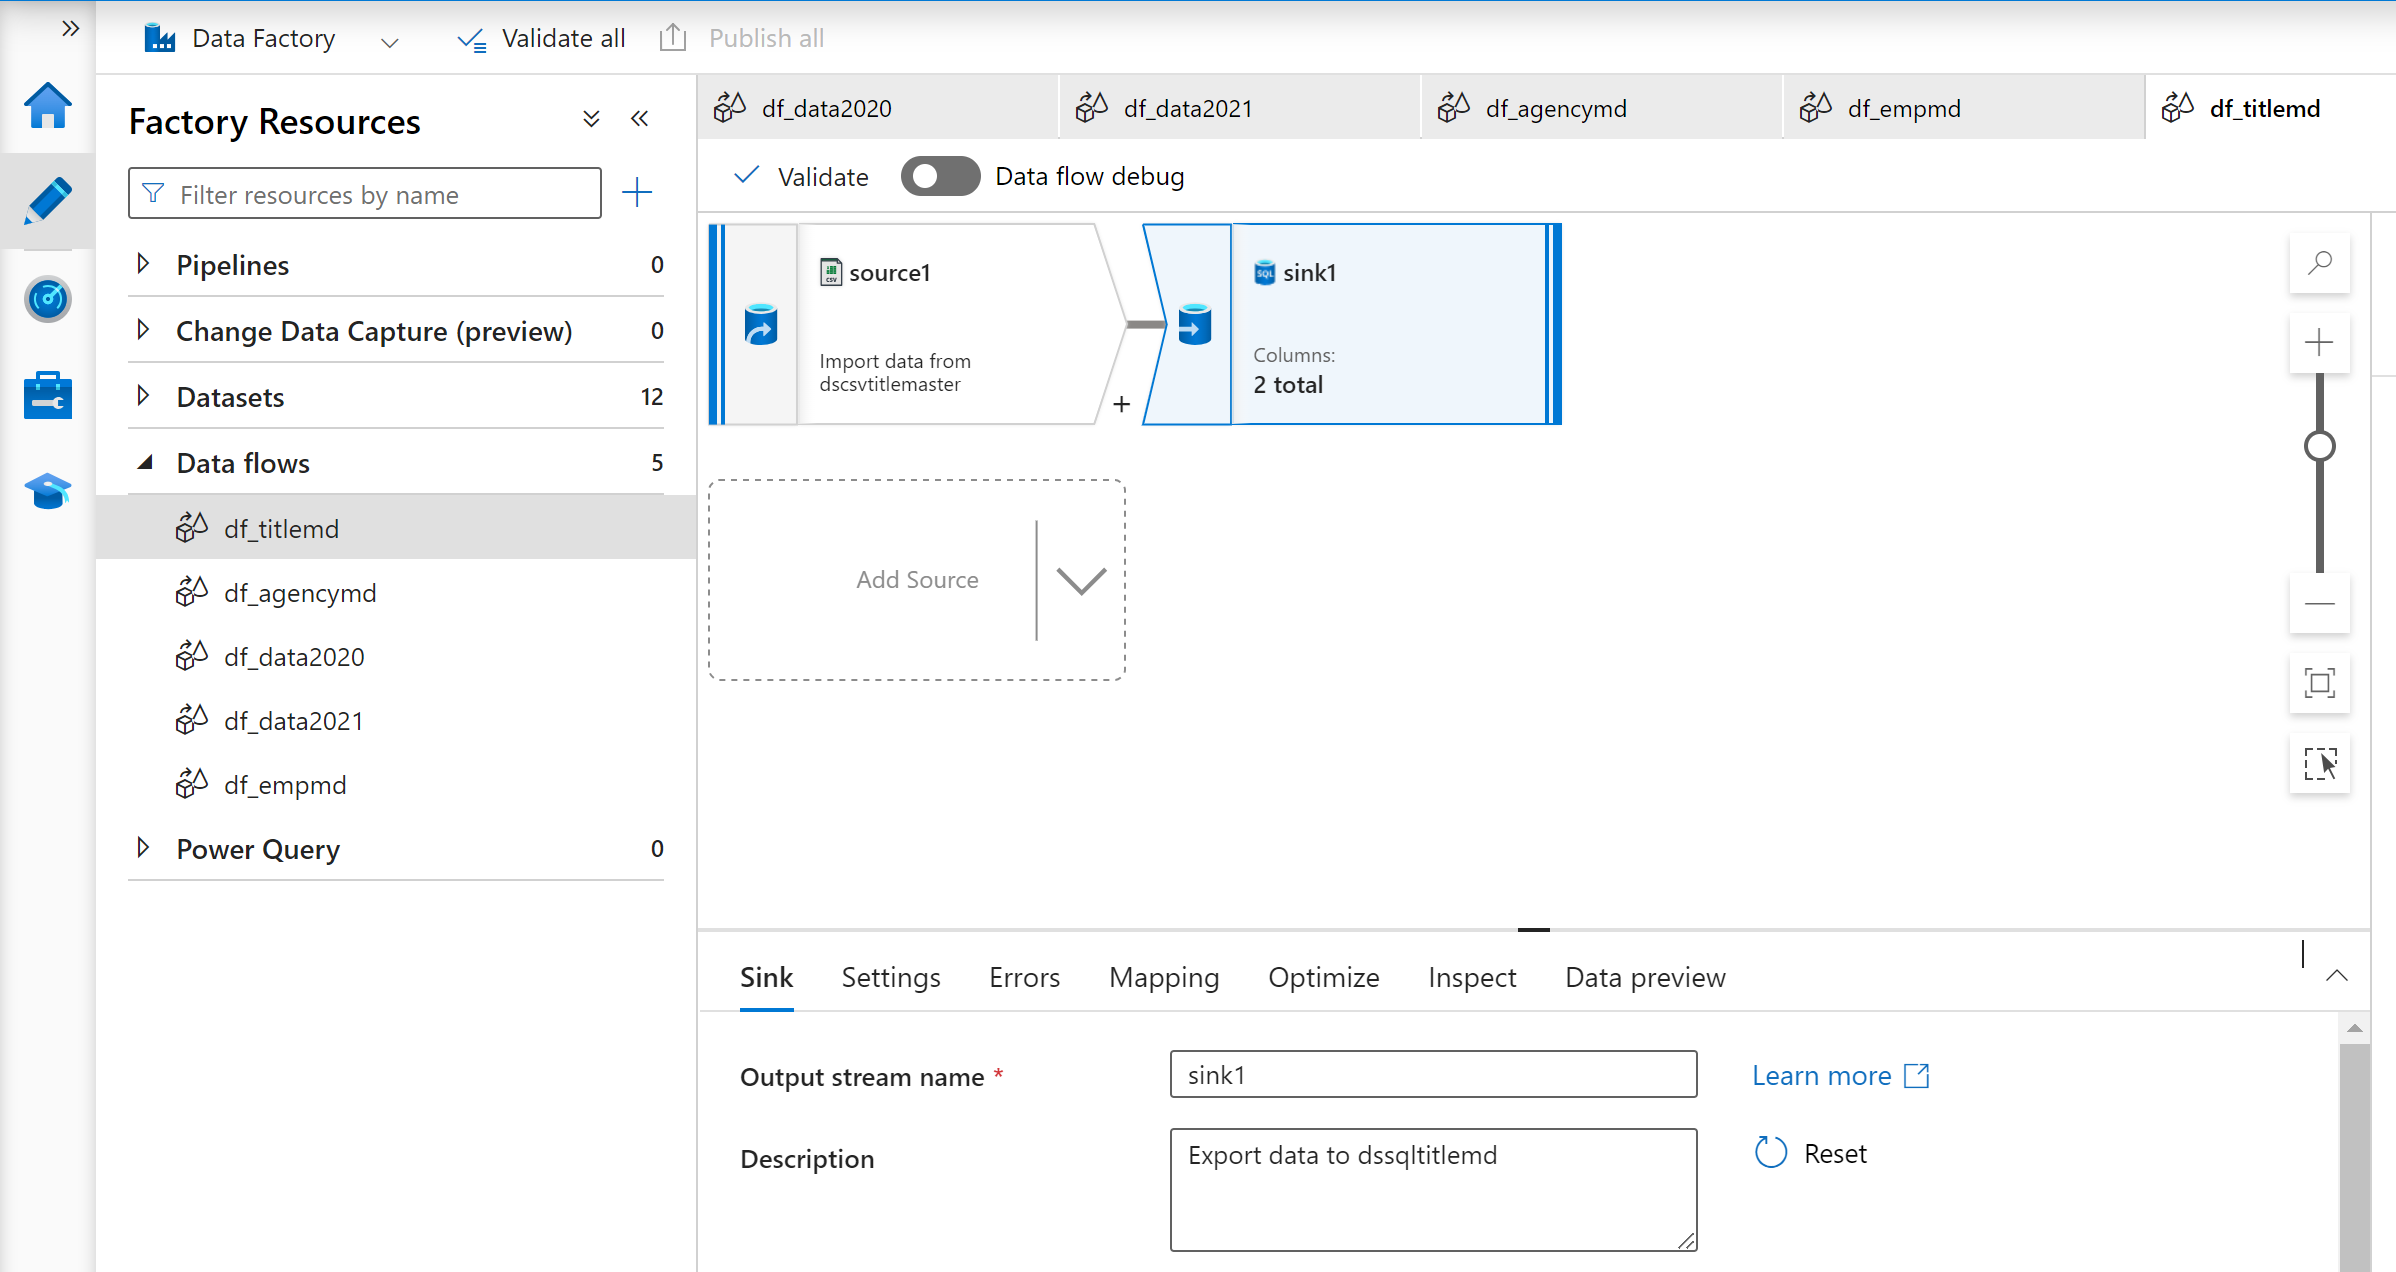 Data Factory
Validate all
Publish all
Factory Resources
Filter resources by name
Pipelines 0
Change Data Capture (preview) 0
Datasets 12
Data flows 5
df_titlemd
df_agencymd
df_data2020
df_data2021
df_empmd
Power Query 0
df_data2020
df_data2021
df_agencymd
df_empmd
df_titlemd
Validate
Data flow debug
csv
source1
Import data from
dscsvtitlemaster
+
SQL
sink1
Columns:
2 total
Add Source
Sink
Settings
Errors
Mapping
Optimize
Inspect
Data preview
Output stream name *
sink1
Learn more
Description
Export data to dssqltitlemd
Reset